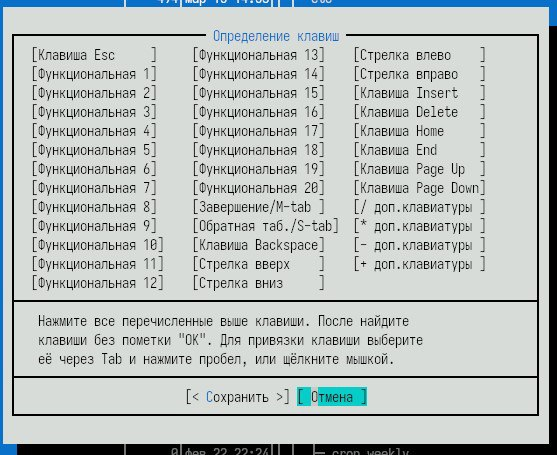 Определение клавиш
[Клавиша Esc     ] [Функциональная 13] [Стрелка влево    ]
[Функциональная 1] [Функциональная 14] [Стрелка вправо   ]
[Функциональная 2] [Функциональная 15] [Клавиша Insert   ]
[Функциональная 3] [Функциональная 16] [Клавиша Delete   ]
[Функциональная 4] [Функциональная 17] [Клавиша Home     ]
[Функциональная 5] [Функциональная 18] [Клавиша End      ]
[Функциональная 6] [Функциональная 19] [Клавиша Page Up  ]
[Функциональная 7] [Функциональная 20] [Клавиша Page Down]
[Функциональная 8] [Завершение/M-tab ] [/ доп.клавиатуры ]
[Функциональная 9] [Обратная таб./S-tab] [* доп.клавиатуры ]
[Функциональная 10] [Клавиша Backspace] [- доп.клавиатуры ]
[Функциональная 11] [Стрелка вверх    ] [+ доп.клавиатуры ]
[Функциональная 12] [Стрелка вниз     ]
Нажмите все перечисленные выше клавиши. После найдите
клавиши без пометки "OK". Для привязки клавиши выберите
её через Tab и нажмите пробел, или щёлкните мышкой.
[< Сохранить >] [ Отмена ]
0 фев 22 22:24
cron.weekly